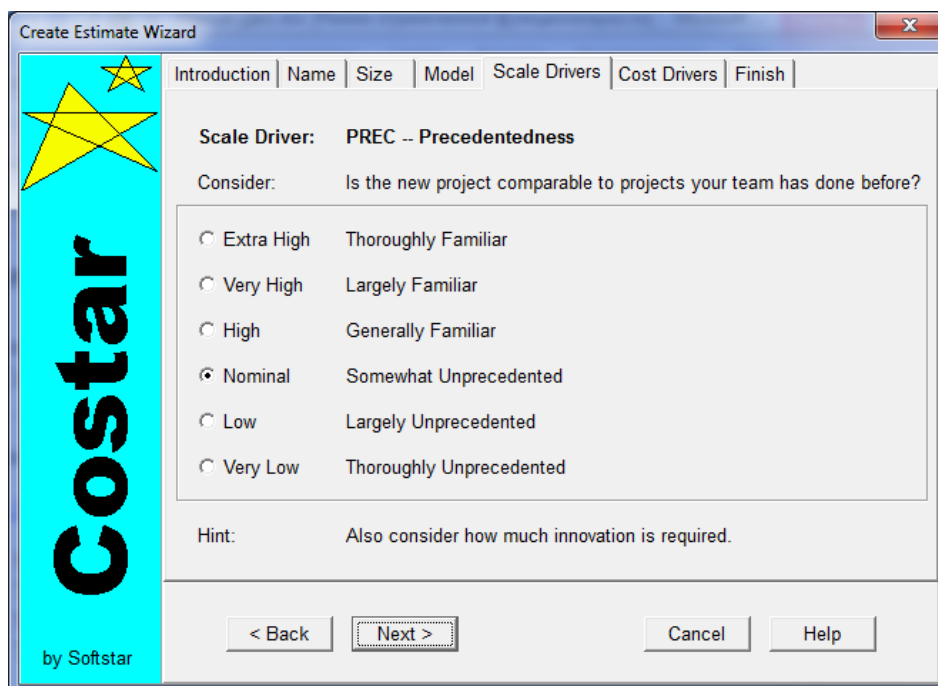 Create Estimate Wizard
X
Introduction Name Size Model Scale Drivers Cost Drivers Finish
Scale Driver: PREC -- Precedentedness
Consider: Is the new project comparable to projects your team has done before?
Extra High Thoroughly Familiar
Very High Largely Familiar
High Generally Familiar
Nominal Somewhat Unprecedented
Low Largely Unprecedented
Very Low Thoroughly Unprecedented
Hint: Also consider how much innovation is required.
< Back Next > Cancel Help
Costar
by Softstar